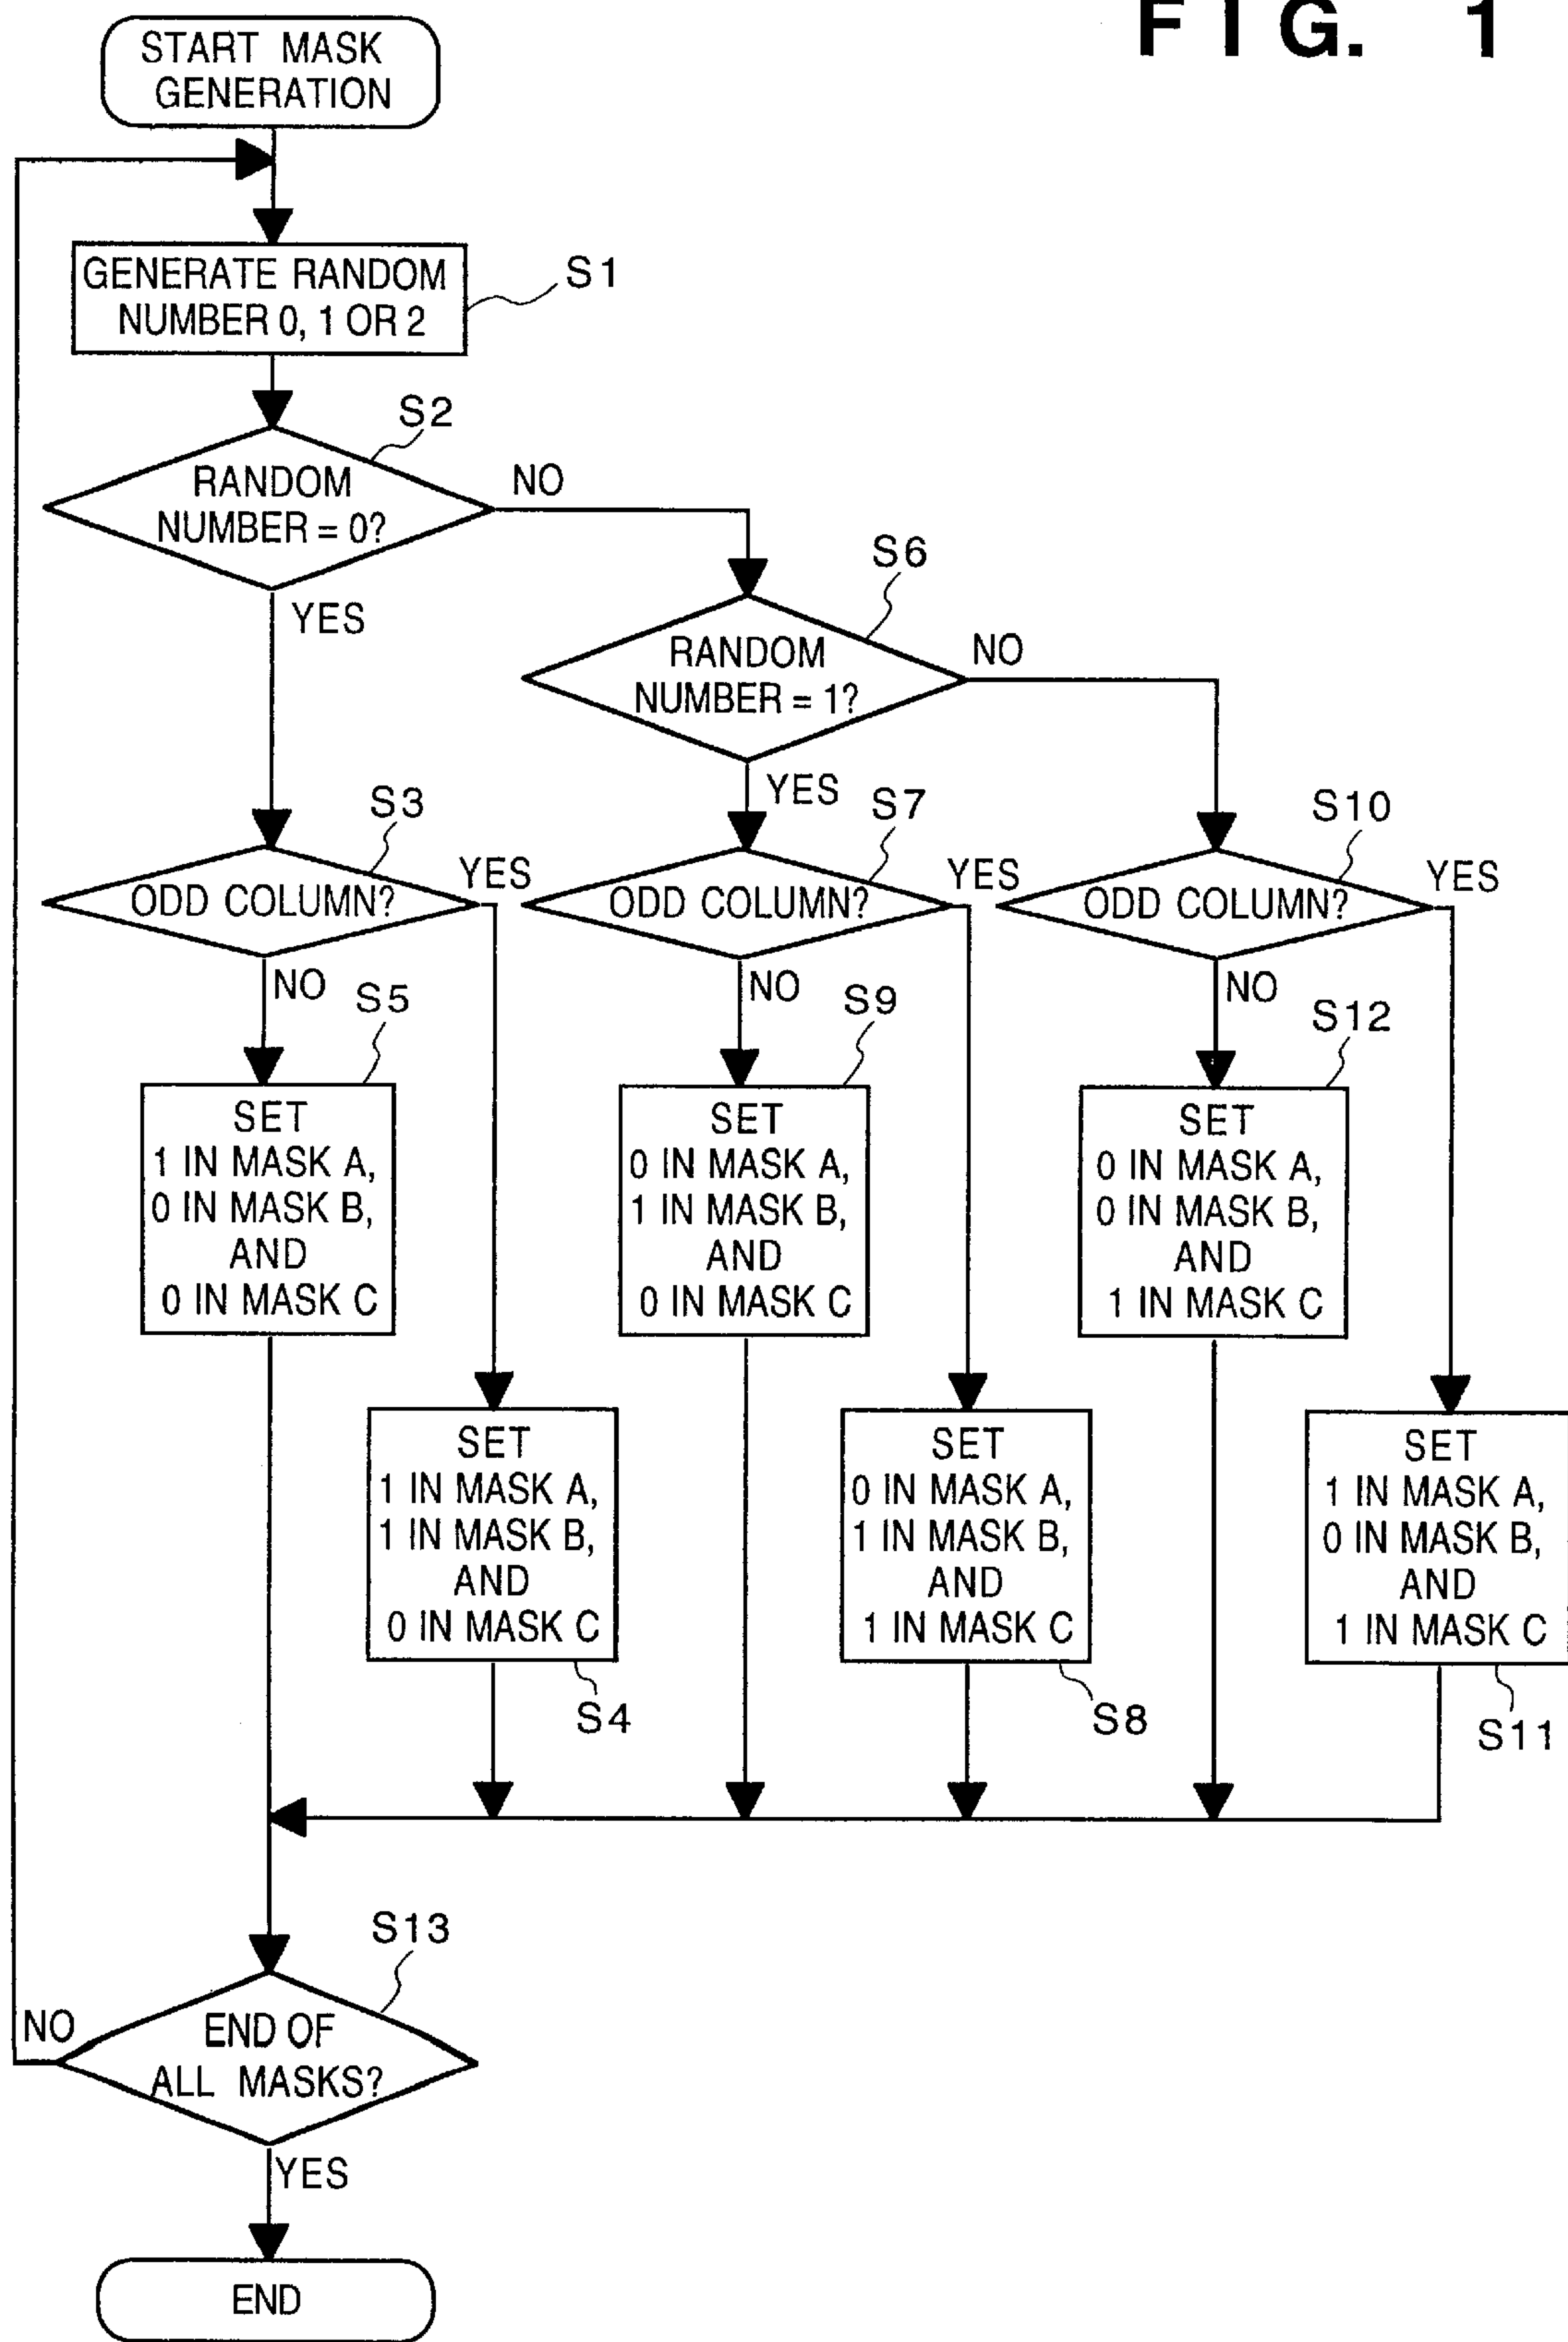 FIG. 1
START MASK
GENERATION
GENERATE RANDOM
NUMBER 0, 1 OR 2
S1
S2
RANDOM
NUMBER = 0?
NO
YES
S6
RANDOM
NUMBER = 1?
NO
YES
S3
ODD COLUMN?
YES
NO
S7
ODD COLUMN?
YES
NO
S10
ODD COLUMN?
YES
NO
S5
SET
1 IN MASK A,
0 IN MASK B,
AND
0 IN MASK C
S9
SET
0 IN MASK A,
1 IN MASK B,
AND
0 IN MASK C
S12
SET
0 IN MASK A,
0 IN MASK B,
AND
1 IN MASK C
SET
1 IN MASK A,
1 IN MASK B,
AND
0 IN MASK C
S4
SET
0 IN MASK A,
1 IN MASK B,
AND
1 IN MASK C
S8
SET
1 IN MASK A,
0 IN MASK B,
AND
1 IN MASK C
S11
S13
END OF
ALL MASKS?
NO
YES
END